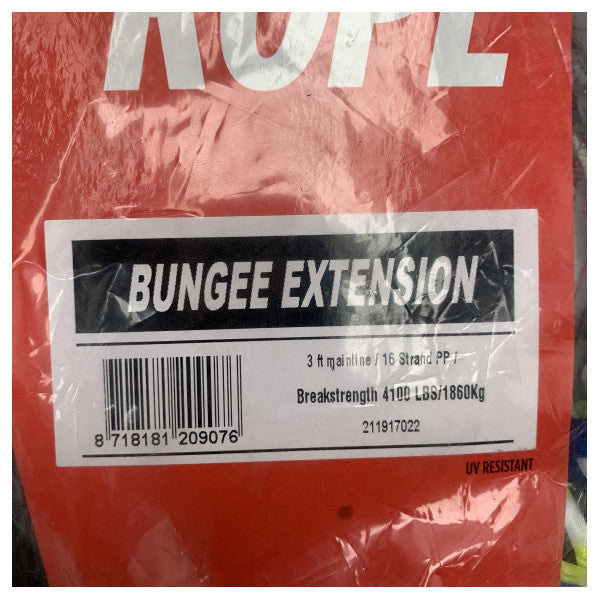 ROPE
BUNGEE EXTENSION
3 ft mainline / 16 Strand PP /
Breakstrength 4100 LBS/1860Kg
8 718181 209076
211917022
UV RESISTANT